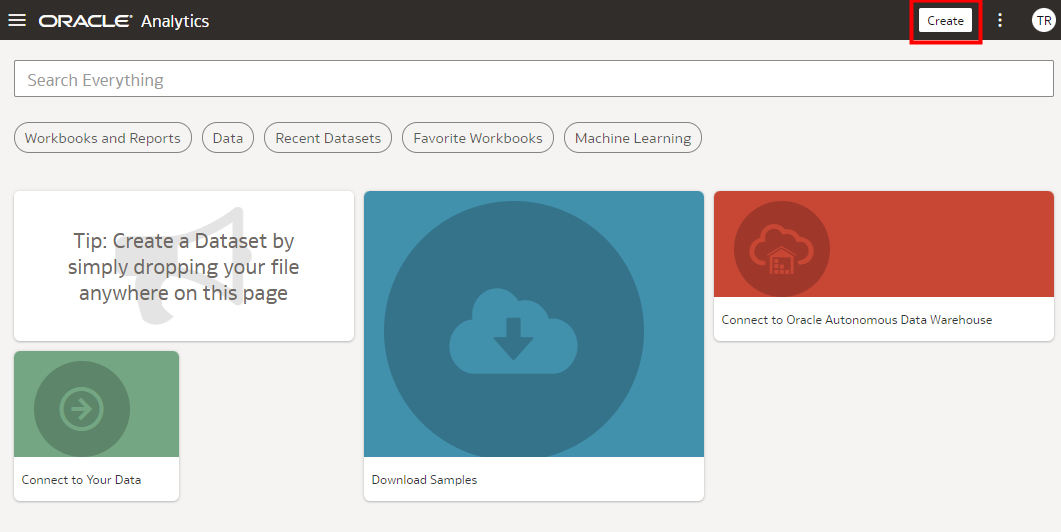 ORACLE Analytics
Create
TR
Search Everything
Workbooks and Reports
Data
Recent Datasets
Favorite Workbooks
Machine Learning
Tip: Create a Dataset by
simply dropping your file
anywhere on this page
Connect to Oracle Autonomous Data Warehouse
Connect to Your Data
Download Samples